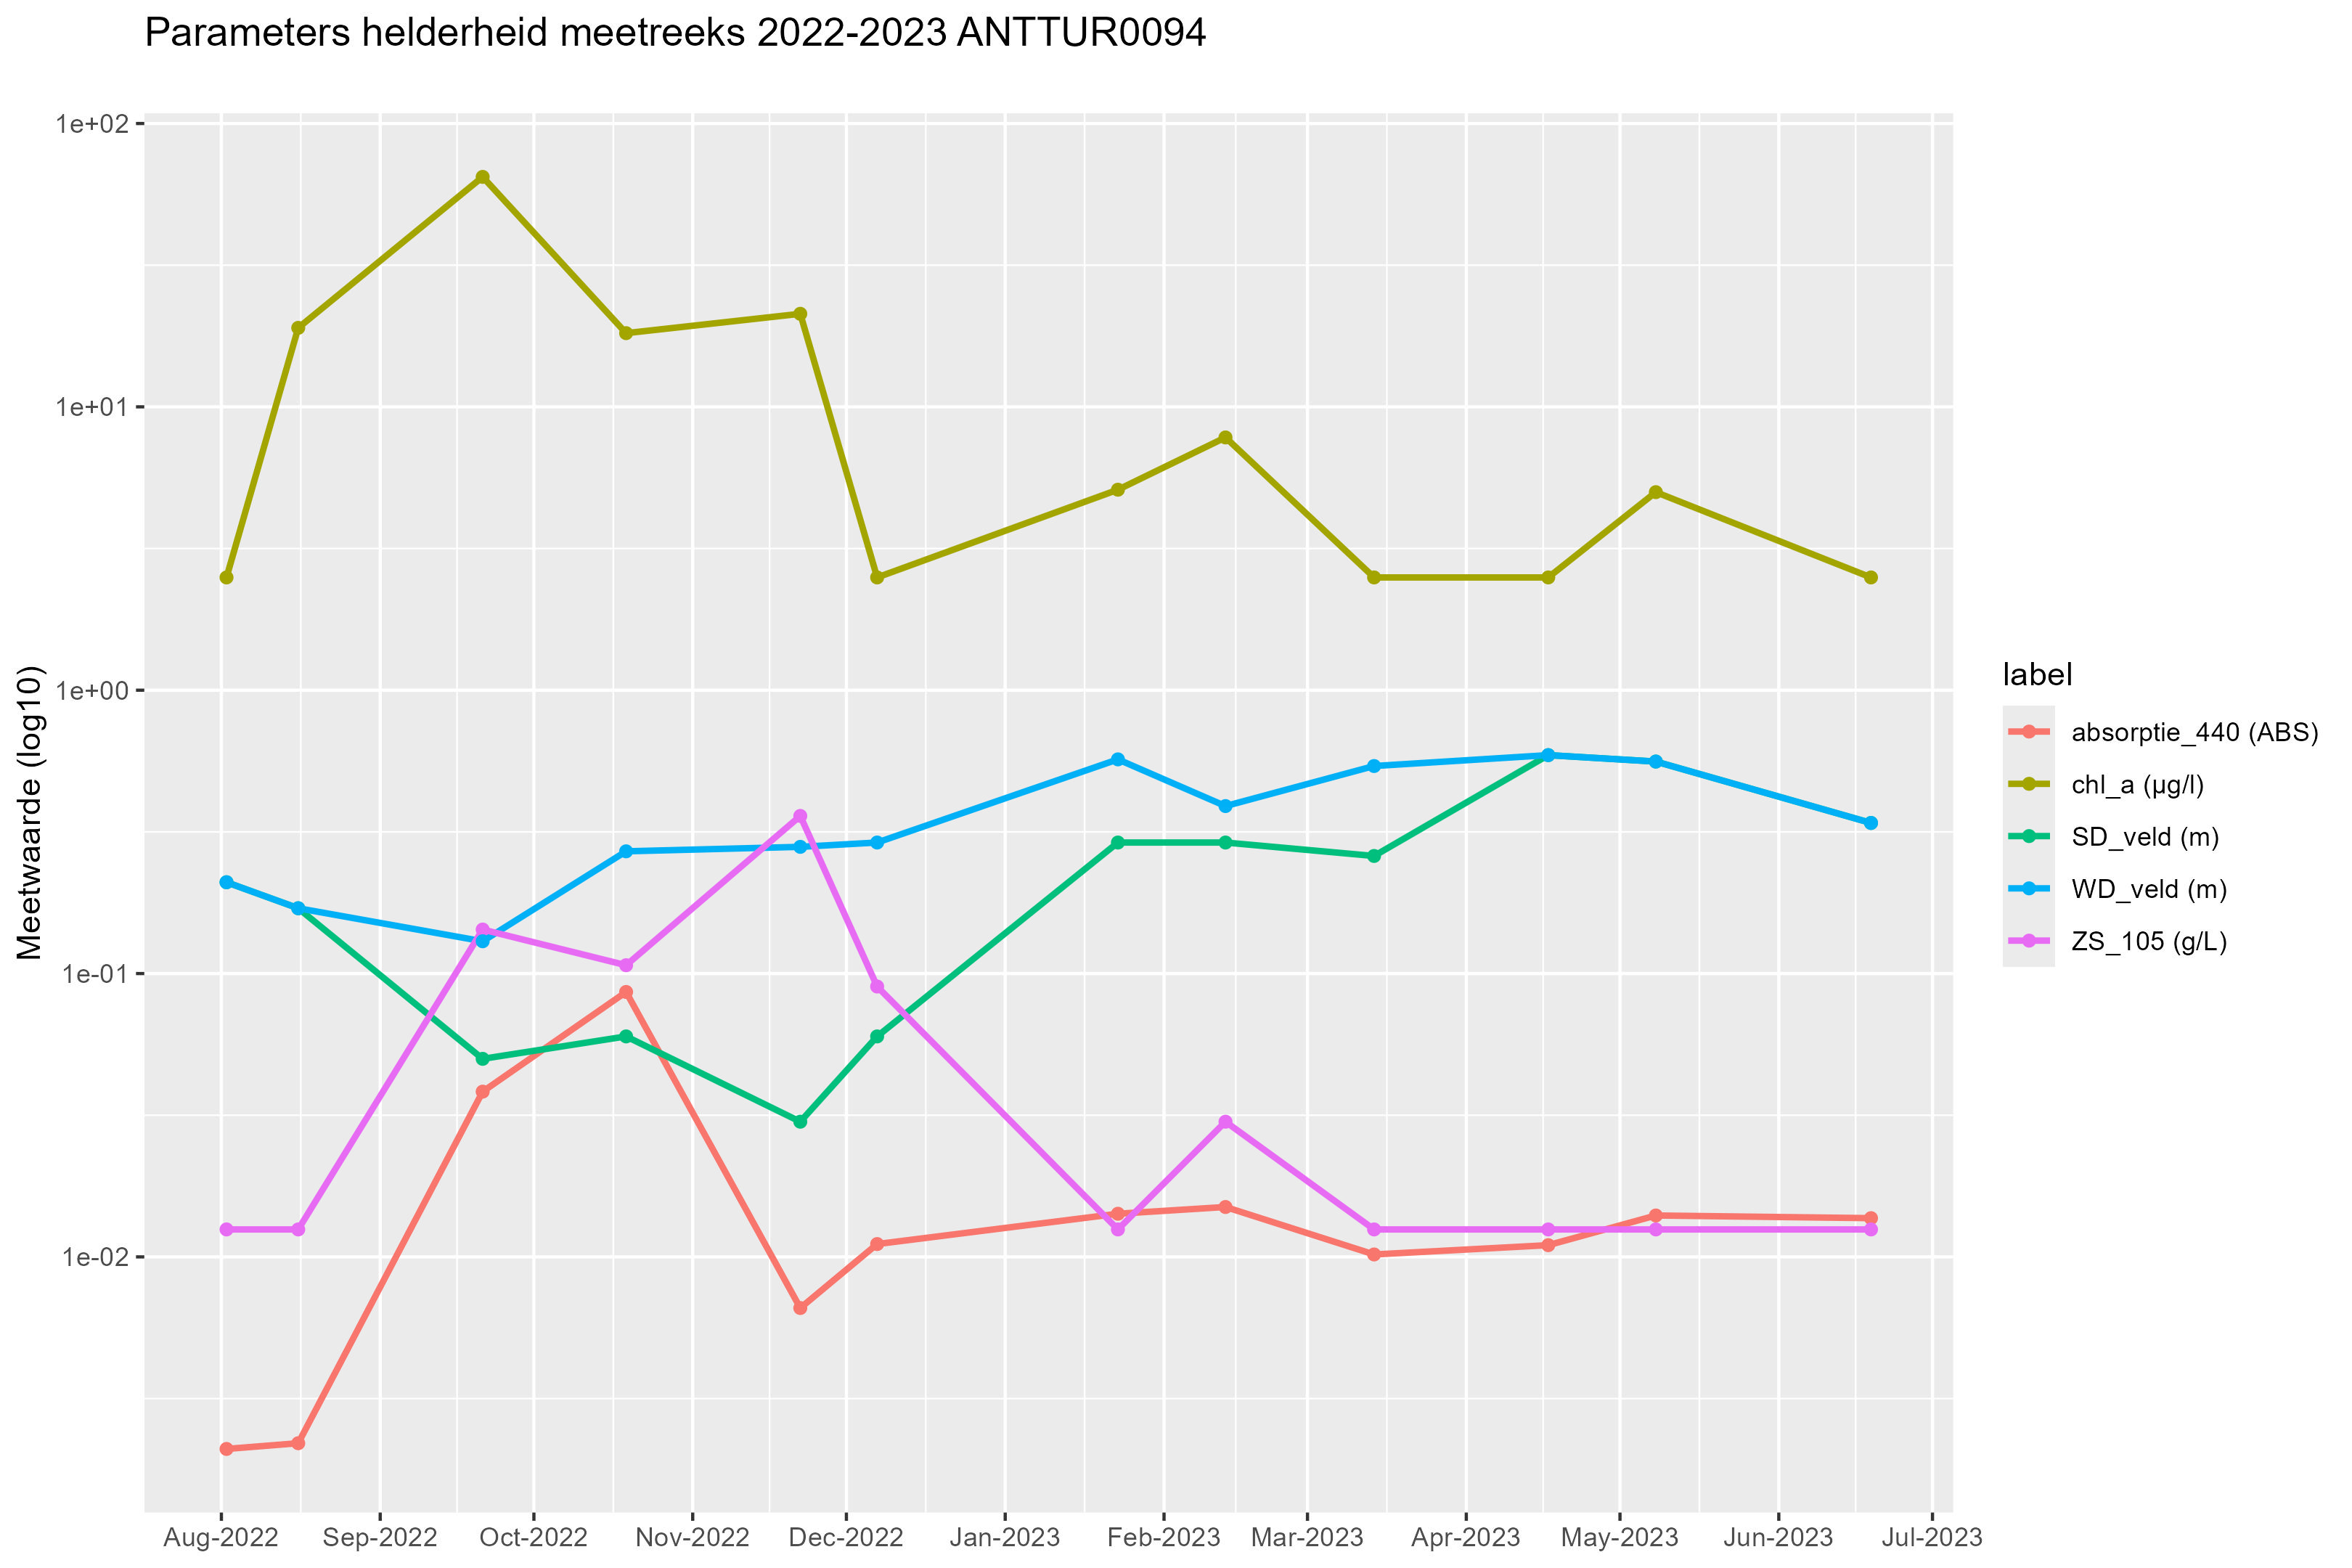 Parameters helderheid meetreeks 2022-2023 ANTTUR0094
Meetwaarde (log10)
1e+02
1e+01
1e+00
1e-01
1e-02
Aug-2022 Sep-2022 Oct-2022 Nov-2022 Dec-2022 Jan-2023 Feb-2023 Mar-2023 Apr-2023 May-2023 Jun-2023 Jul-2023
label
absorptie_440 (ABS)
chl_a (µg/l)
SD_veld (m)
WD_veld (m)
ZS_105 (g/L)